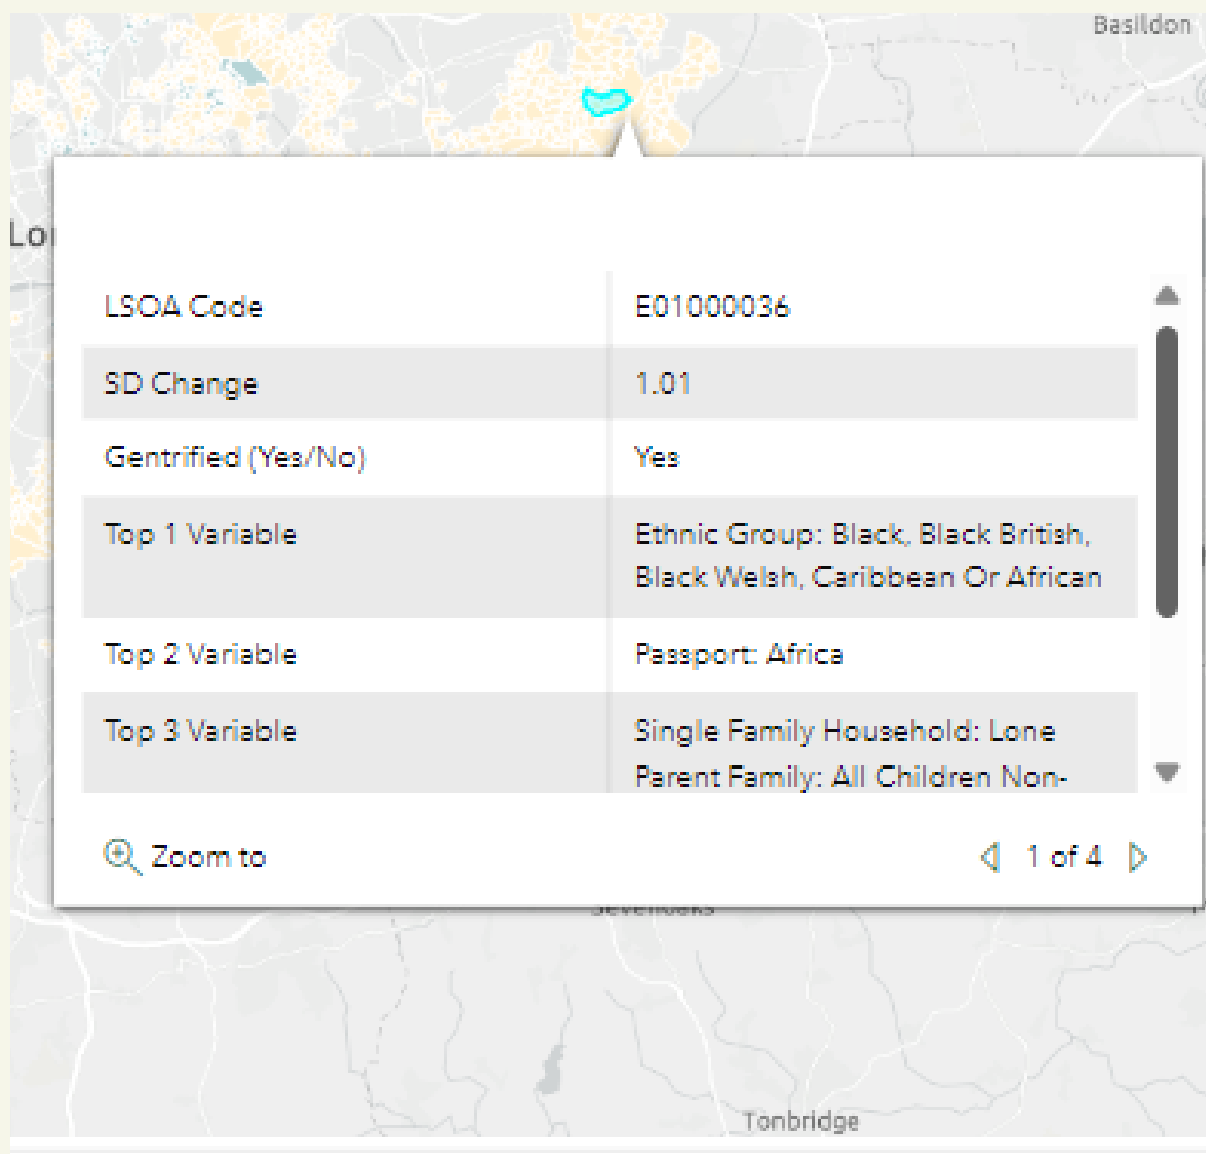 Basildon
LSOA Code E01000036
SD Change 1.01
Gentrified (Yes/No) Yes
Top 1 Variable Ethnic Group: Black, Black British,
Black Welsh, Caribbean Or African
Top 2 Variable Passport: Africa
Top 3 Variable Single Family Household: Lone
Parent Family: All Children Non-
Zoom to 1 of 4
Sevenoaks
Tonbridge